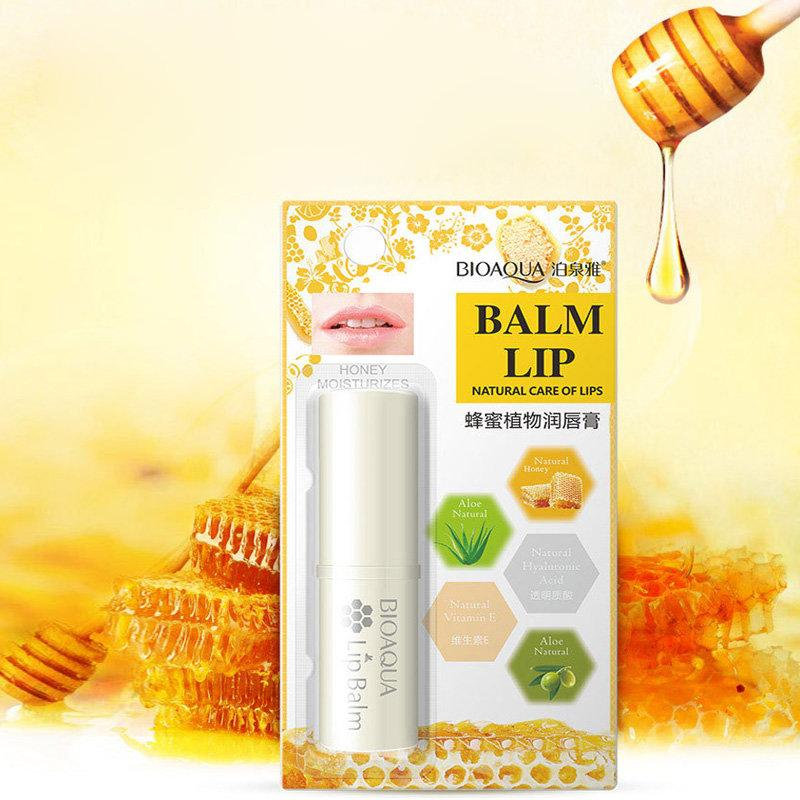 BIOAQUA 泊泉雅®
BALM
LIP
NATURAL CARE OF LIPS
蜂蜜植物润唇膏
HONEY
MOISTURIZES
Natural
Honey
Aloe
Natural
Natural
Hyaluronic
Acid
透明质酸
Natural
Vitamin E
维生素E
Aloe
Natural
BIOAQUA
Lip Balm